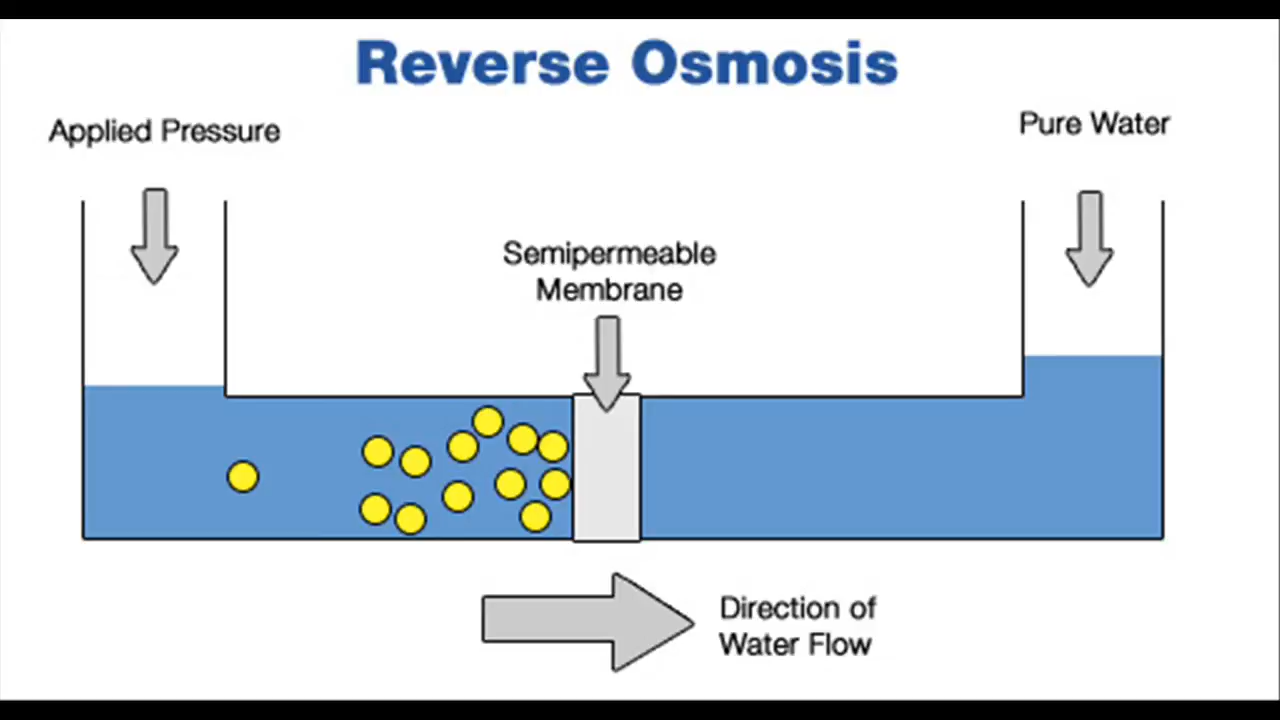 Reverse Osmosis
Applied Pressure
Pure Water
Semipermeable
Membrane
Direction of
Water Flow